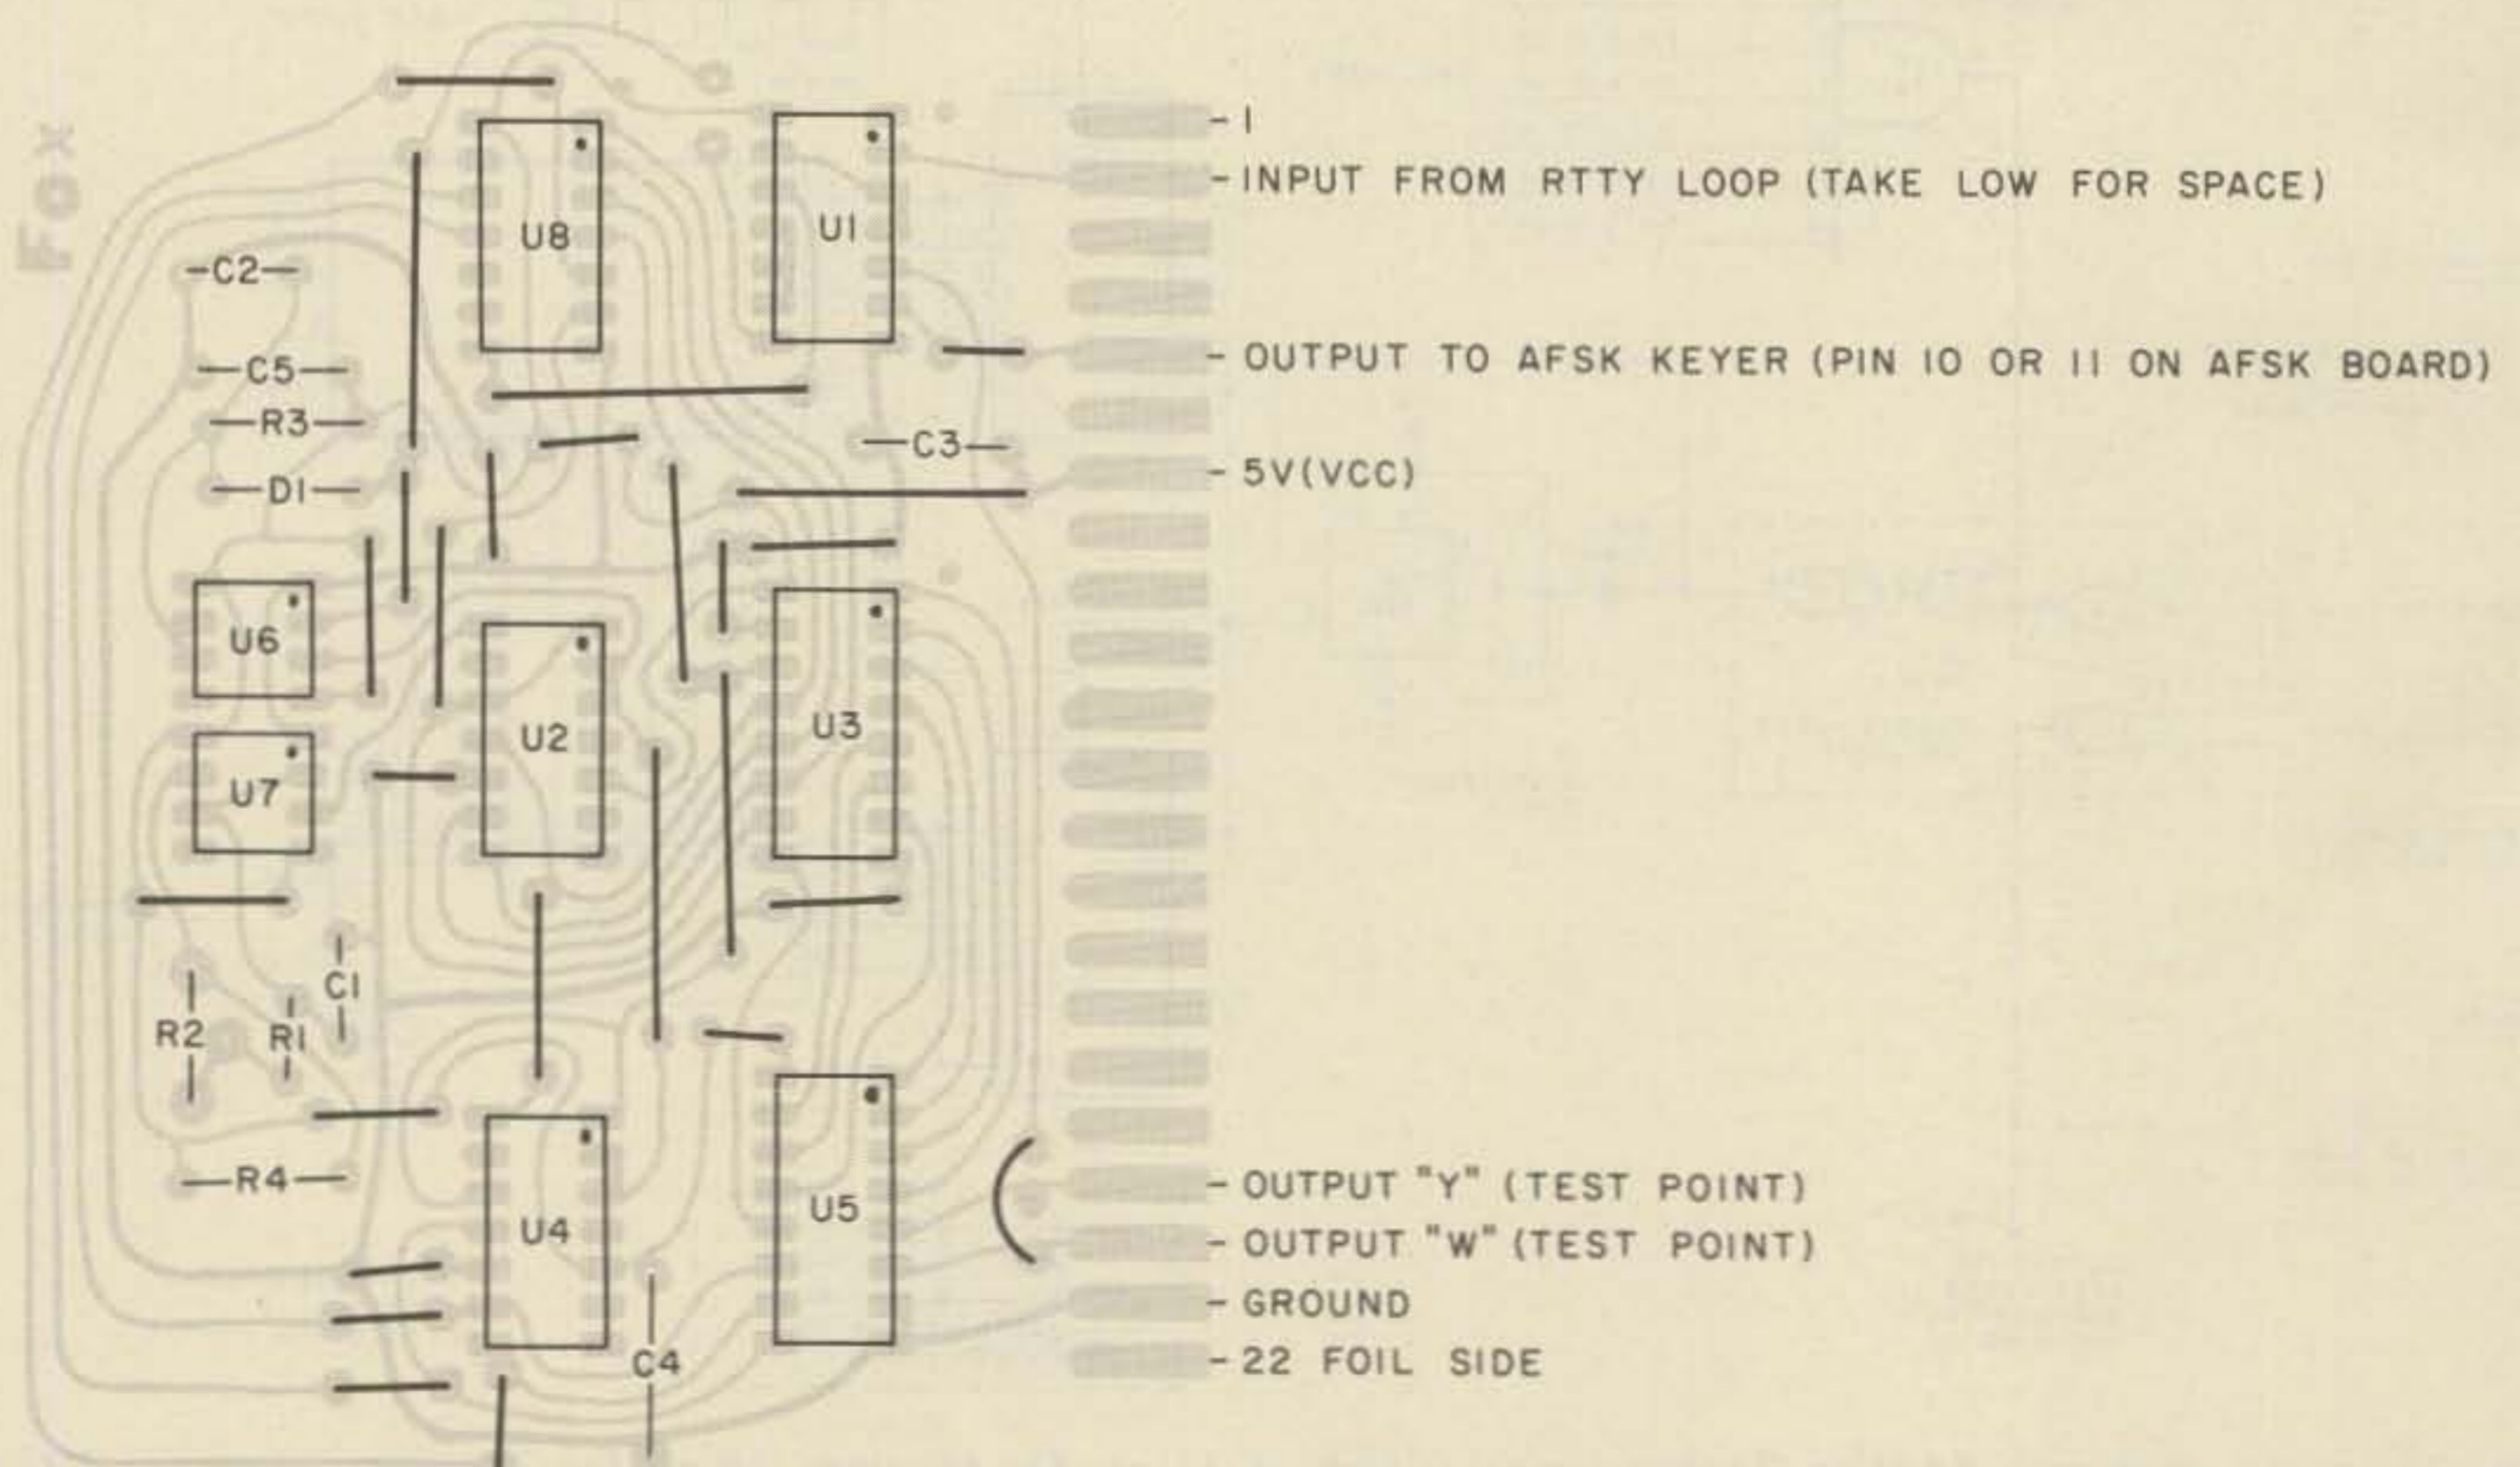 Fox
- 1
- INPUT FROM RTTY LOOP (TAKE LOW FOR SPACE)
- OUTPUT TO AFSK KEYER (PIN 10 OR 11 ON AFSK BOARD)
- 5V(VCC)
- OUTPUT "Y" (TEST POINT)
- OUTPUT "W" (TEST POINT)
- GROUND
- 22 FOIL SIDE
U8
U1
C2
C5
R3
C3
D1
U6
U2
U3
U7
C1
R2
R1
R4
U4
U5
C4